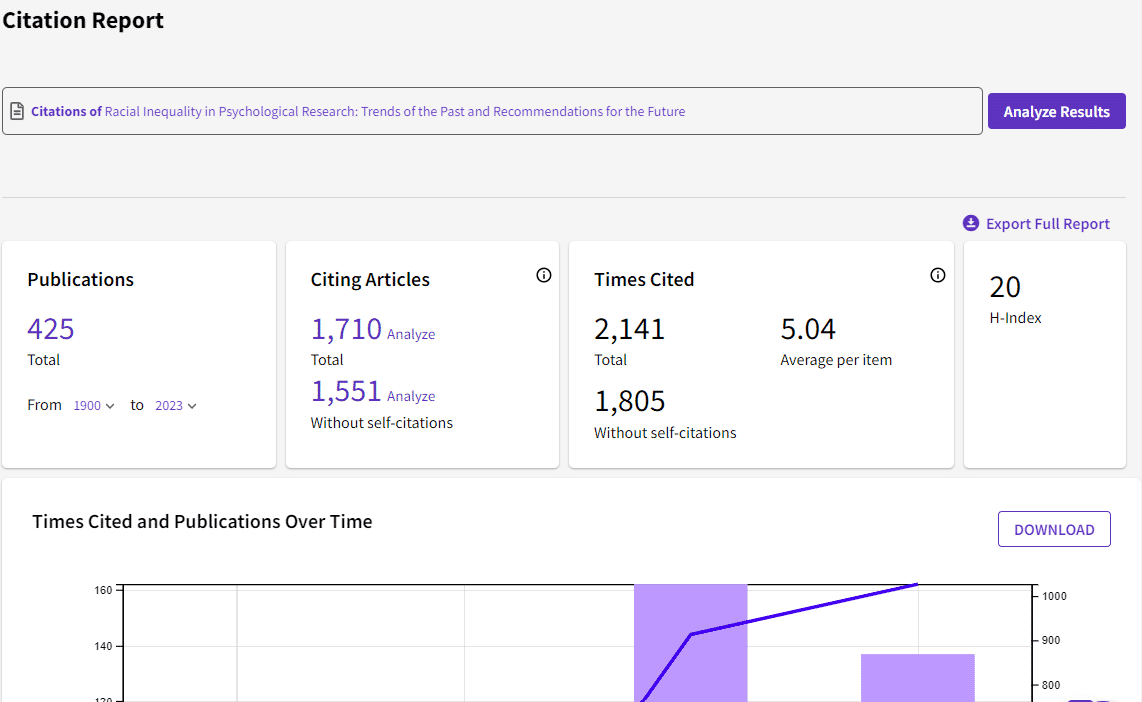 Citation Report
Citations of Racial Inequality in Psychological Research: Trends of the Past and Recommendations for the Future
Analyze Results
Export Full Report
Publications
425
Total
From 1900 to 2023
Citing Articles
1,710 Analyze
Total
1,551 Analyze
Without self-citations
Times Cited
2,141
Total
5.04
Average per item
1,805
Without self-citations
20
H-Index
Times Cited and Publications Over Time
DOWNLOAD
160
140
120
1000
900
800